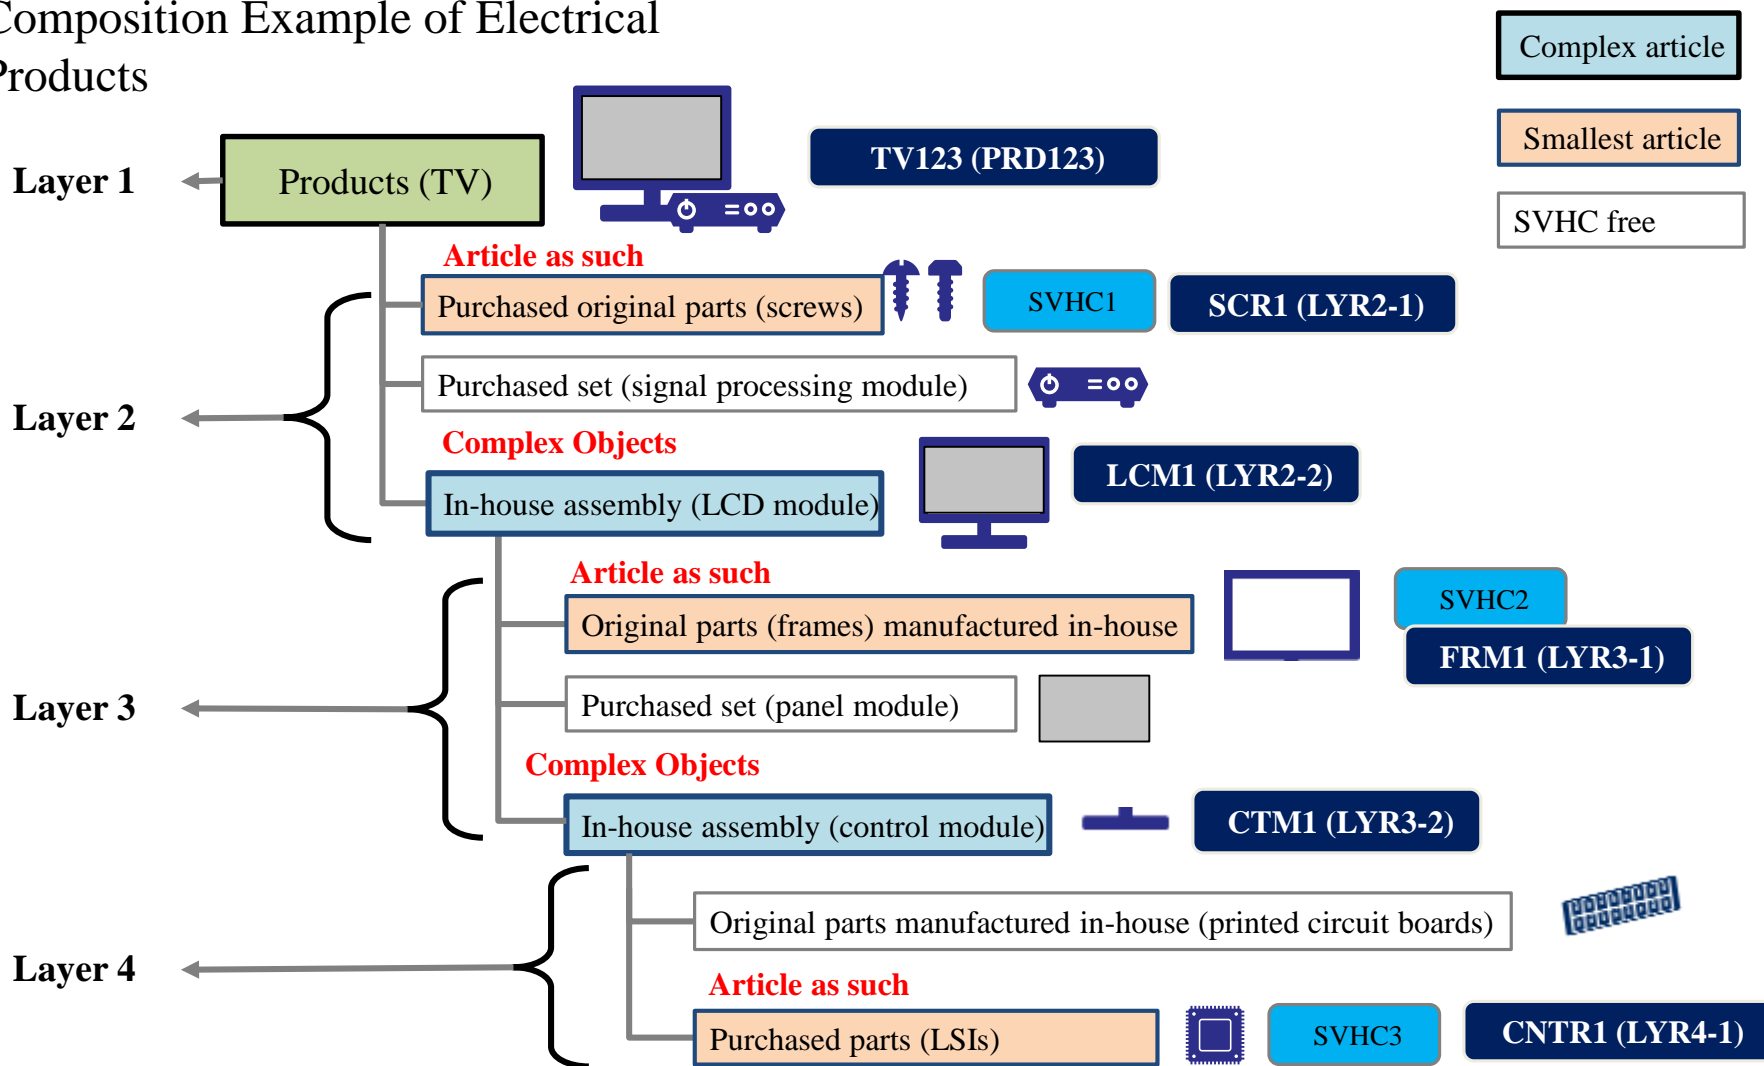 Composition Example of Electrical
Products
Complex article
Smallest article
SVHC free
Layer 1
Products (TV)
TV123 (PRD123)
Article as such
Purchased original parts (screws)
SVHC1
SCR1 (LYR2-1)
Purchased set (signal processing module)
Layer 2
Complex Objects
LCM1 (LYR2-2)
In-house assembly (LCD module)
Article as such
SVHC2
Original parts (frames) manufactured in-house
FRM1 (LYR3-1)
Layer 3
Purchased set (panel module)
Complex Objects
In-house assembly (control module)
CTM1 (LYR3-2)
Original parts manufactured in-house (printed circuit boards)
Layer 4
Article as such
Purchased parts (LSIs)
SVHC3
CNTR1 (LYR4-1)